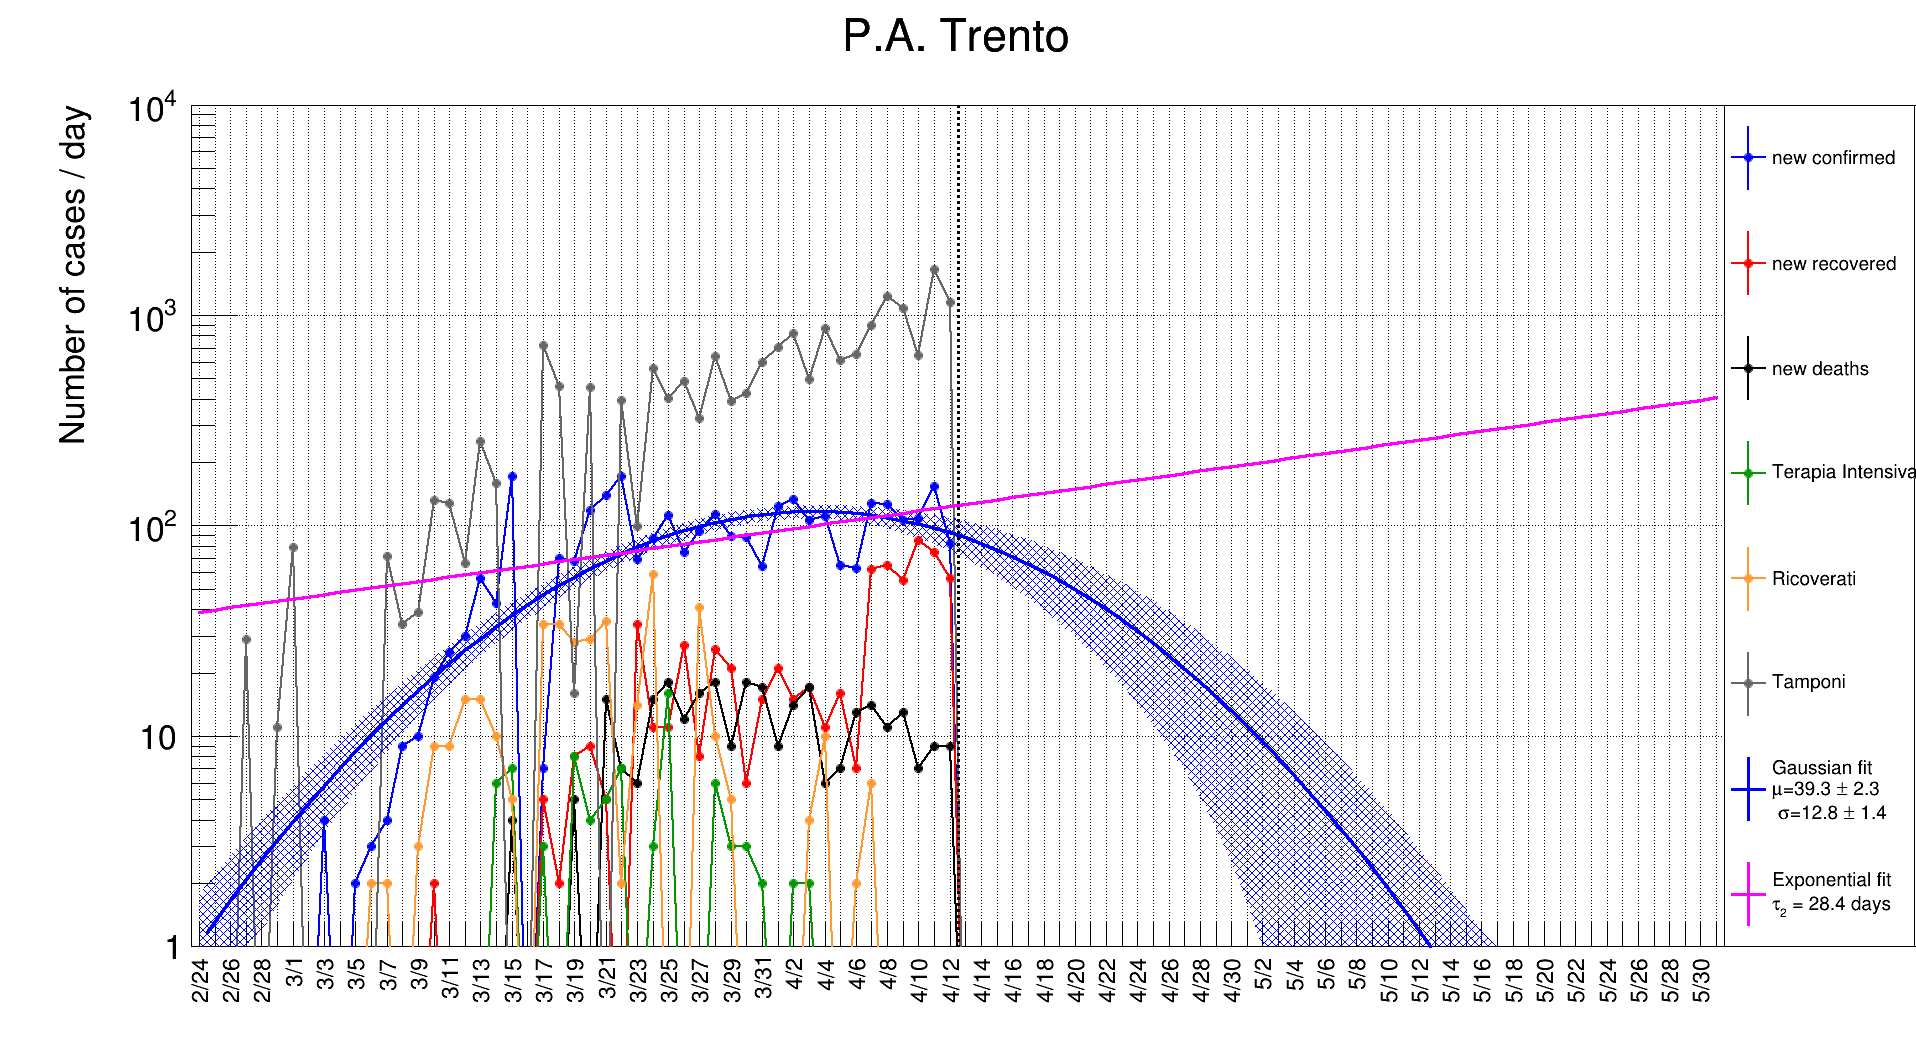 P.A. Trento
Number of cases / day
10⁴
10³
10²
10
1
2/24 2/26 2/28 3/1 3/3 3/5 3/7 3/9 3/11 3/13 3/15 3/17 3/19 3/21 3/23 3/25 3/27 3/29 3/31 4/2 4/4 4/6 4/8 4/10 4/12 4/14 4/16 4/18 4/20 4/22 4/24 4/26 4/28 4/30 5/2 5/4 5/6 5/8 5/10 5/12 5/14 5/16 5/18 5/20 5/22 5/24 5/26 5/28 5/30
new confirmed
new recovered
new deaths
Terapia Intensiva
Ricoverati
Tamponi
Gaussian fit
μ=39.3 ± 2.3
σ=12.8 ± 1.4
Exponential fit
τ₂ = 28.4 days